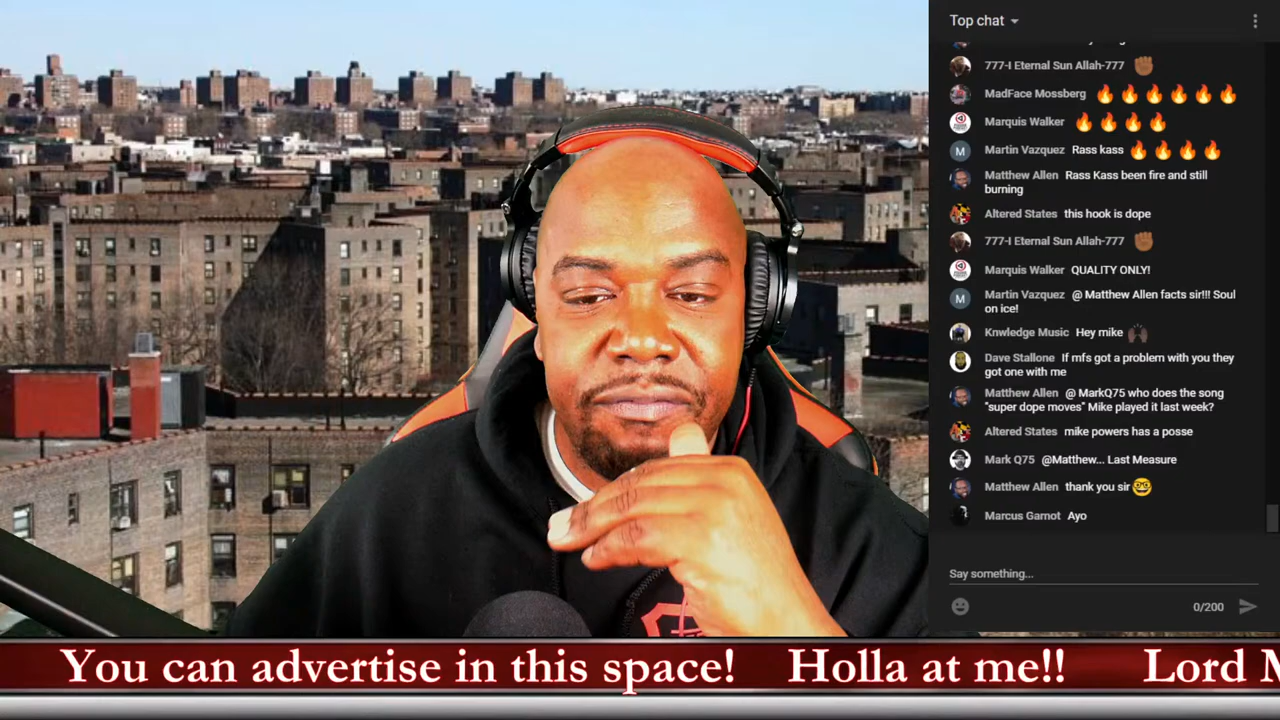 Top chat
777-I Eternal Sun Allah-777 ✊🏾
MadFace Mossberg 🔥🔥🔥🔥🔥🔥
Marquis Walker 🔥🔥🔥🔥
M Martin Vazquez Rass kass 🔥🔥🔥🔥
Matthew Allen Rass Kass been fire and still
burning
Altered States this hook is dope
777-I Eternal Sun Allah-777 ✊🏾
Marquis Walker QUALITY ONLY!
M Martin Vazquez @ Matthew Allen facts sir!!! Soul
on ice!
Knwledge Music Hey mike 🙌🏿
Dave Stallone If mfs got a problem with you they
got one with me
Matthew Allen @ MarkQ75 who does the song
"super dope moves" Mike played it last week?
Altered States mike powers has a posse
Mark Q75 @Matthew... Last Measure
Matthew Allen thank you sir 🤓
Marcus Garnot Ayo
Say something...
0/200
You can advertise in this space! Holla at me!! Lord M